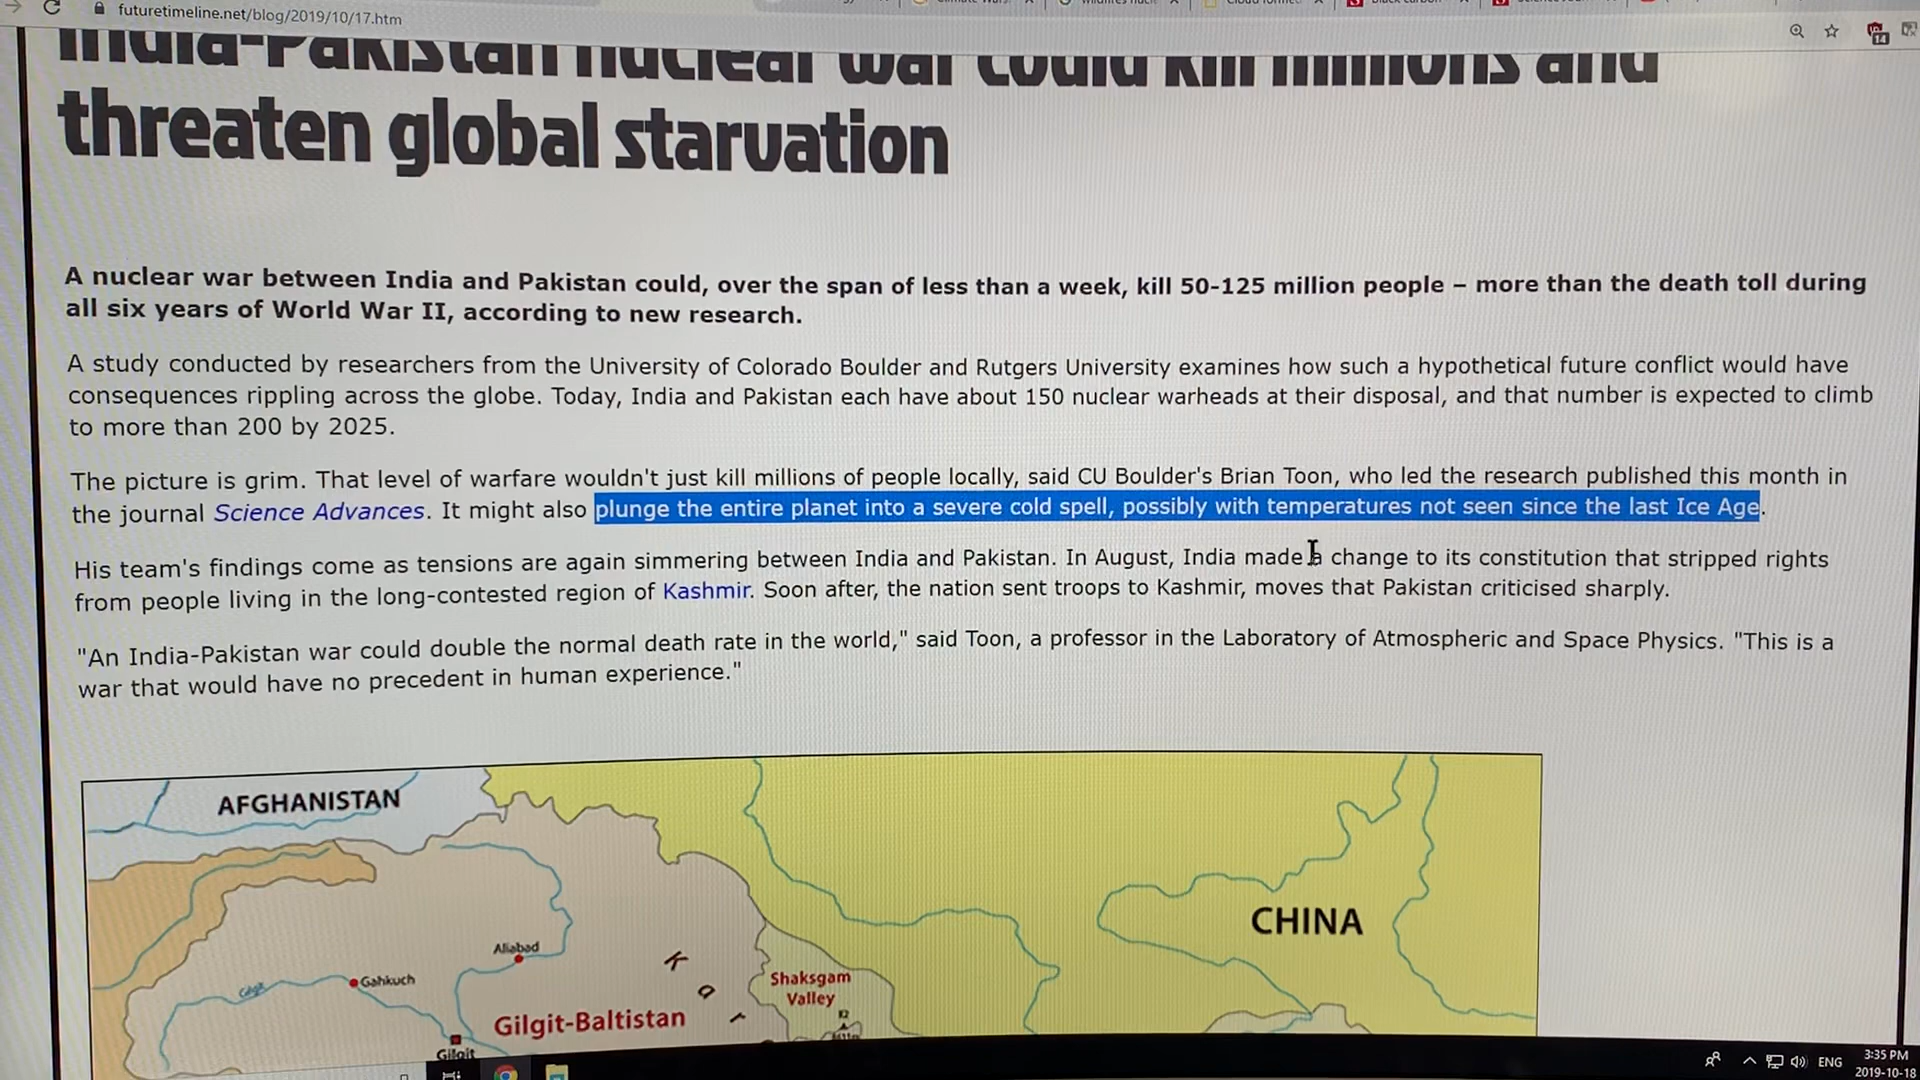 futuretimeline.net/blog/2019/10/17.htm
14
India-Pakistan nuclear war could kill millions and
threaten global starvation
A nuclear war between India and Pakistan could, over the span of less than a week, kill 50-125 million people – more than the death toll during
all six years of World War II, according to new research.
A study conducted by researchers from the University of Colorado Boulder and Rutgers University examines how such a hypothetical future conflict would have
consequences rippling across the globe. Today, India and Pakistan each have about 150 nuclear warheads at their disposal, and that number is expected to climb
to more than 200 by 2025.
The picture is grim. That level of warfare wouldn't just kill millions of people locally, said CU Boulder's Brian Toon, who led the research published this month in
the journal Science Advances. It might also plunge the entire planet into a severe cold spell, possibly with temperatures not seen since the last Ice Age.
His team's findings come as tensions are again simmering between India and Pakistan. In August, India made a change to its constitution that stripped rights
from people living in the long-contested region of Kashmir. Soon after, the nation sent troops to Kashmir, moves that Pakistan criticised sharply.
"An India-Pakistan war could double the normal death rate in the world," said Toon, a professor in the Laboratory of Atmospheric and Space Physics. "This is a
war that would have no precedent in human experience."
AFGHANISTAN
CHINA
Aliabad
Gahkuch
Gilgit
K
a
r
Shaksgam
Valley
K2
Gilgit-Baltistan
Gilgit
ENG
3:35 PM
2019-10-18